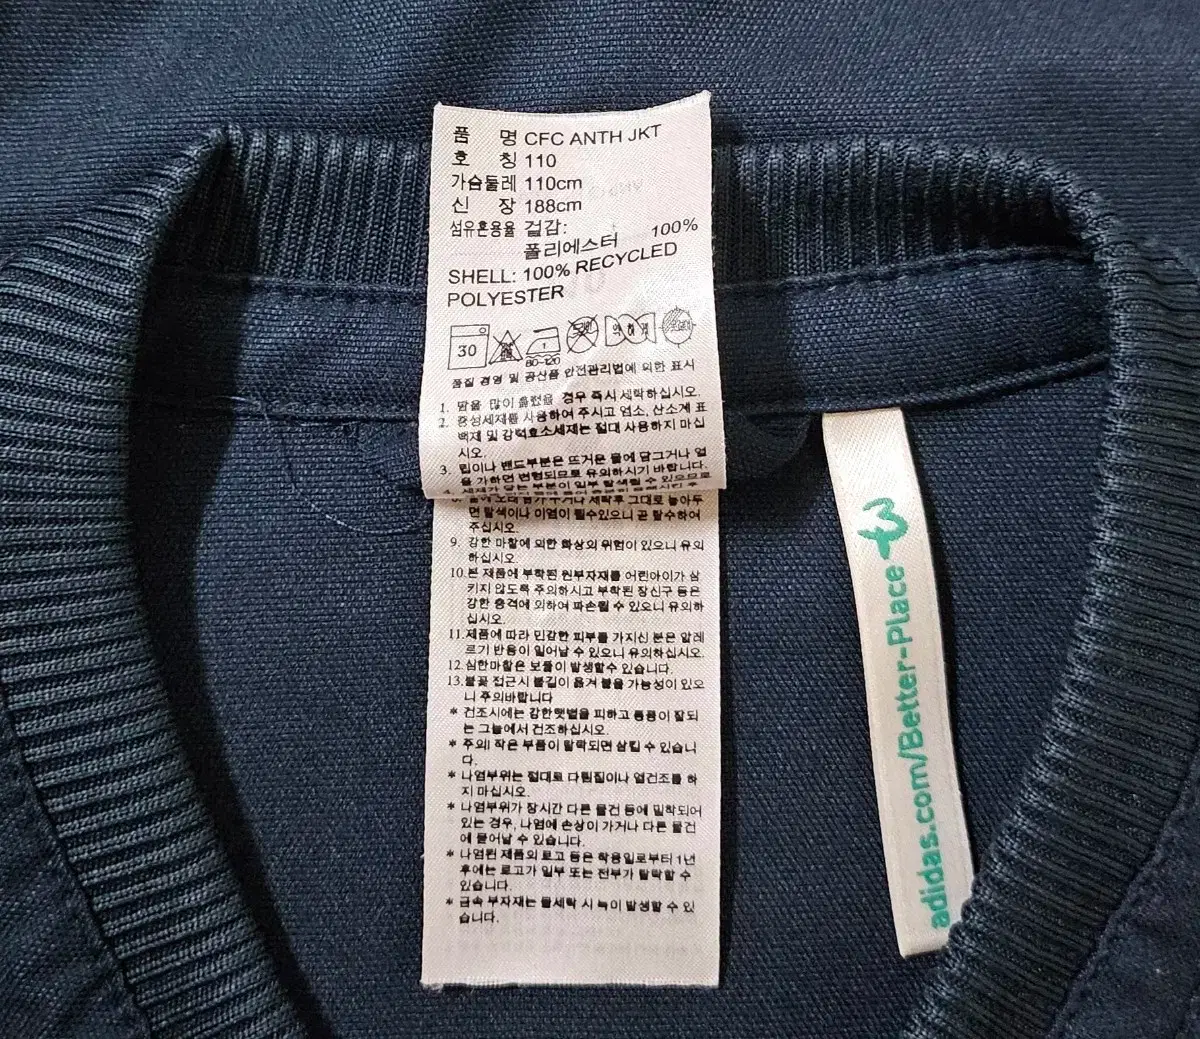 품 명 CFC ANTH JKT
호 칭 110
가슴둘레 110cm
신 장 188cm
섬유혼용율 겉감:
폴리에스터 100%
SHELL: 100% RECYCLED
POLYESTER
30
80-120
품질 경영 및 공산품 안전관리법에 의한 표시
1. 땀을 많이 흘렸을 경우 즉시 세탁하십시오.
2. 중성세제를 사용하여 주시고 염소, 산소계 표
백제 및 강력효소세제는 절대 사용하지 마십
시오.
3. 립이나 밴드부분은 뜨거운 물에 담그거나 열
을 가하면 변형되므로 유의하시기 바랍니다.
면 탈색이나 이염이 될수있으니 곧 탈수하여
주십시오.
9. 강한 마찰에 의한 화상의 위험이 있으니 유의
하십시오.
10.본 제품에 부착된 원부자재를 어린아이가 삼
키지 않도록 주의하시고 부착된 장신구 등은
강한 충격에 의하여 파손될 수 있으니 유의하
십시오.
11.제품에 따라 민감한 피부를 가지신 분은 알레
르기 반응이 일어날 수 있으니 유의하십시오.
12.심한마찰은 보풀이 발생할수 있습니다.
13.불꽃 접근시 불길이 옮겨 붙을 가능성이 있으
니 주의바랍니다
* 건조시에는 강한햇볕을 피하고 통풍이 잘되
는 그늘에서 건조하십시오.
* 주의! 작은 부품이 탈락되면 삼킬 수 있습니
다.
* 나염부위는 절대로 다림질이나 열건조를 하
지 마십시오.
* 나염부위가 장시간 다른 물건 등에 밀착되어
있는 경우, 나염에 손상이 가거나 다른 물건
에 묻어날 수 있습니다.
* 나염된 제품의 로고 등은 착용일로부터 1년
후에는 로고가 일부 또는 전부가 탈락할 수
있습니다.
* 금속 부자재는 물세탁 시 녹이 발생할 수 있
습니다.
adidas.com/Better-Place